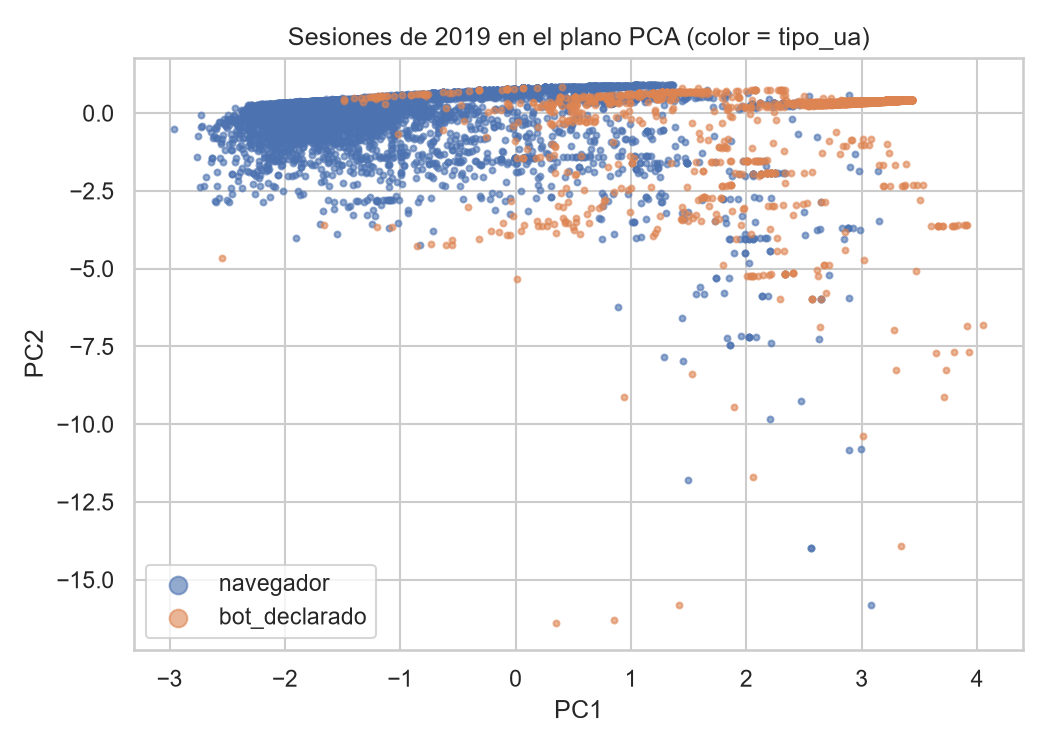 Sesiones de 2019 en el plano PCA (color = tipo_ua)
PC2
0.0
−2.5
−5.0
−7.5
−10.0
−12.5
−15.0
navegador
bot_declarado
−3 −2 −1 0 1 2 3 4
PC1